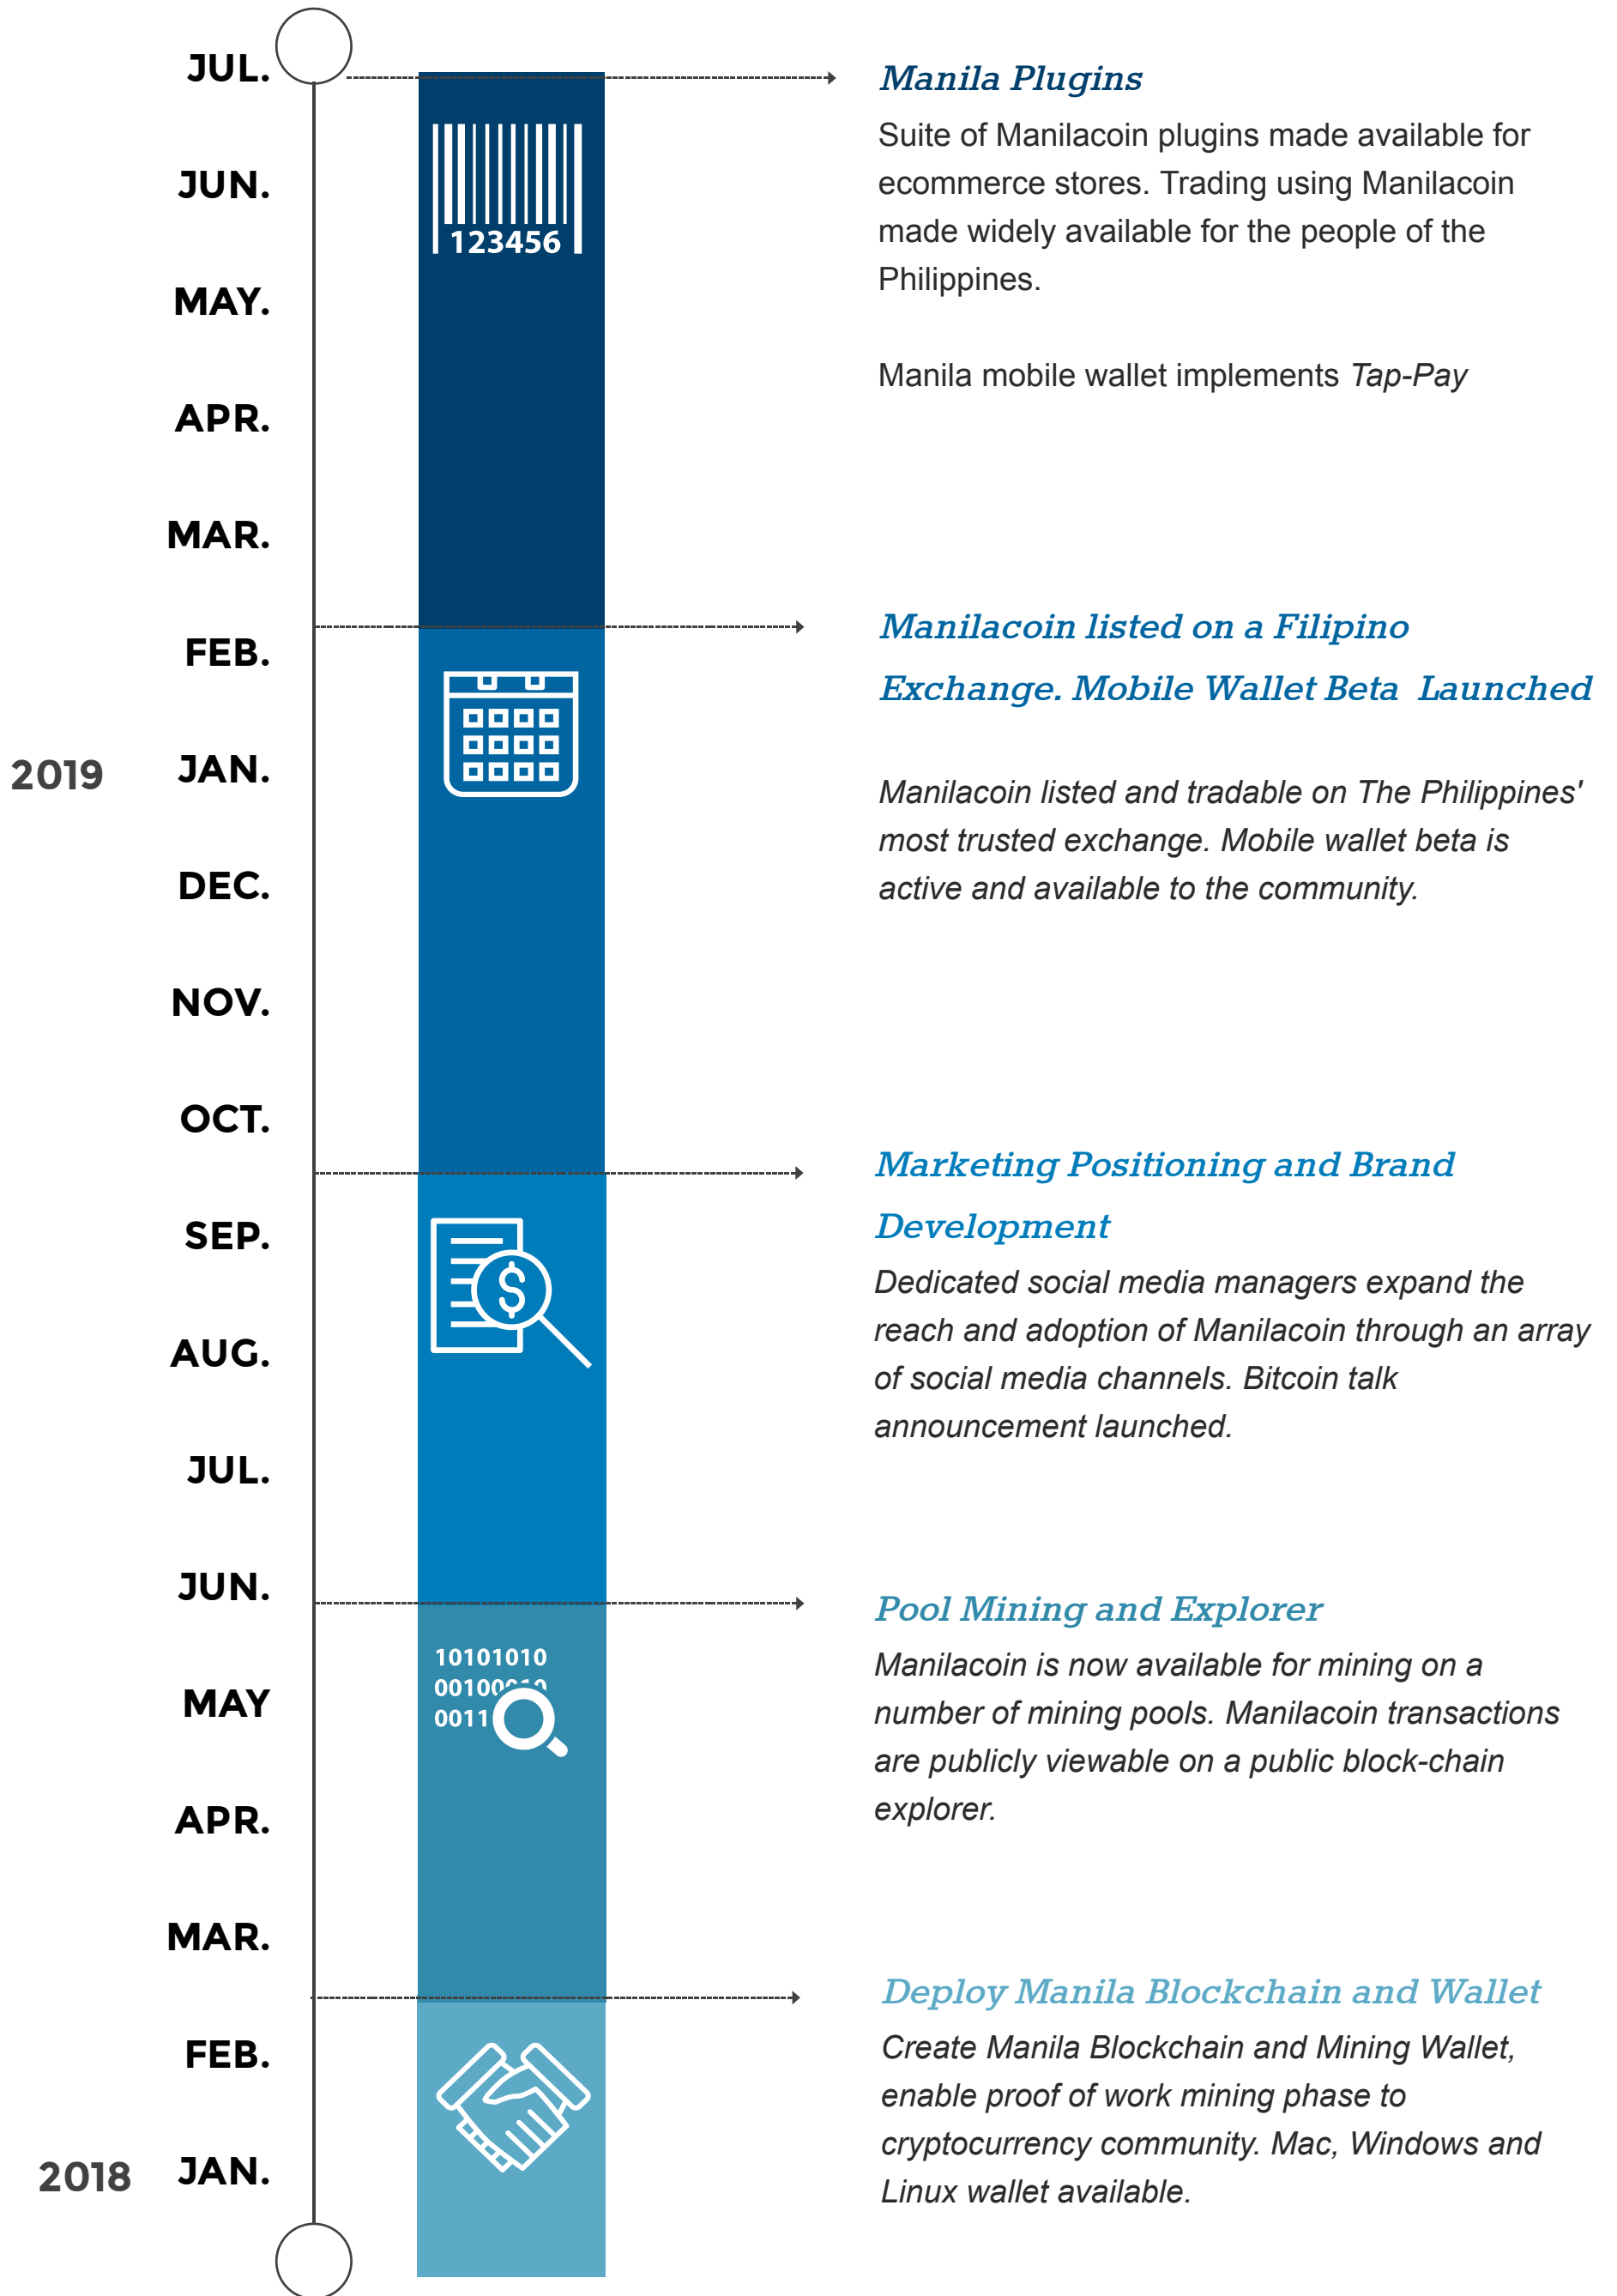 JUL.
JUN.
MAY.
APR.
MAR.
FEB.
2019 JAN.
DEC.
NOV.
OCT.
SEP.
AUG.
JUL.
JUN.
MAY
APR.
MAR.
FEB.
2018 JAN.
123456
10101010
0010
0011
Manila Plugins
Suite of Manilacoin plugins made available for
ecommerce stores. Trading using Manilacoin
made widely available for the people of the
Philippines.
Manila mobile wallet implements Tap-Pay
Manilacoin listed on a Filipino
Exchange. Mobile Wallet Beta Launched
Manilacoin listed and tradable on The Philippines'
most trusted exchange. Mobile wallet beta is
active and available to the community.
Marketing Positioning and Brand
Development
Dedicated social media managers expand the
reach and adoption of Manilacoin through an array
of social media channels. Bitcoin talk
announcement launched.
Pool Mining and Explorer
Manilacoin is now available for mining on a
number of mining pools. Manilacoin transactions
are publicly viewable on a public block-chain
explorer.
Deploy Manila Blockchain and Wallet
Create Manila Blockchain and Mining Wallet,
enable proof of work mining phase to
cryptocurrency community. Mac, Windows and
Linux wallet available.